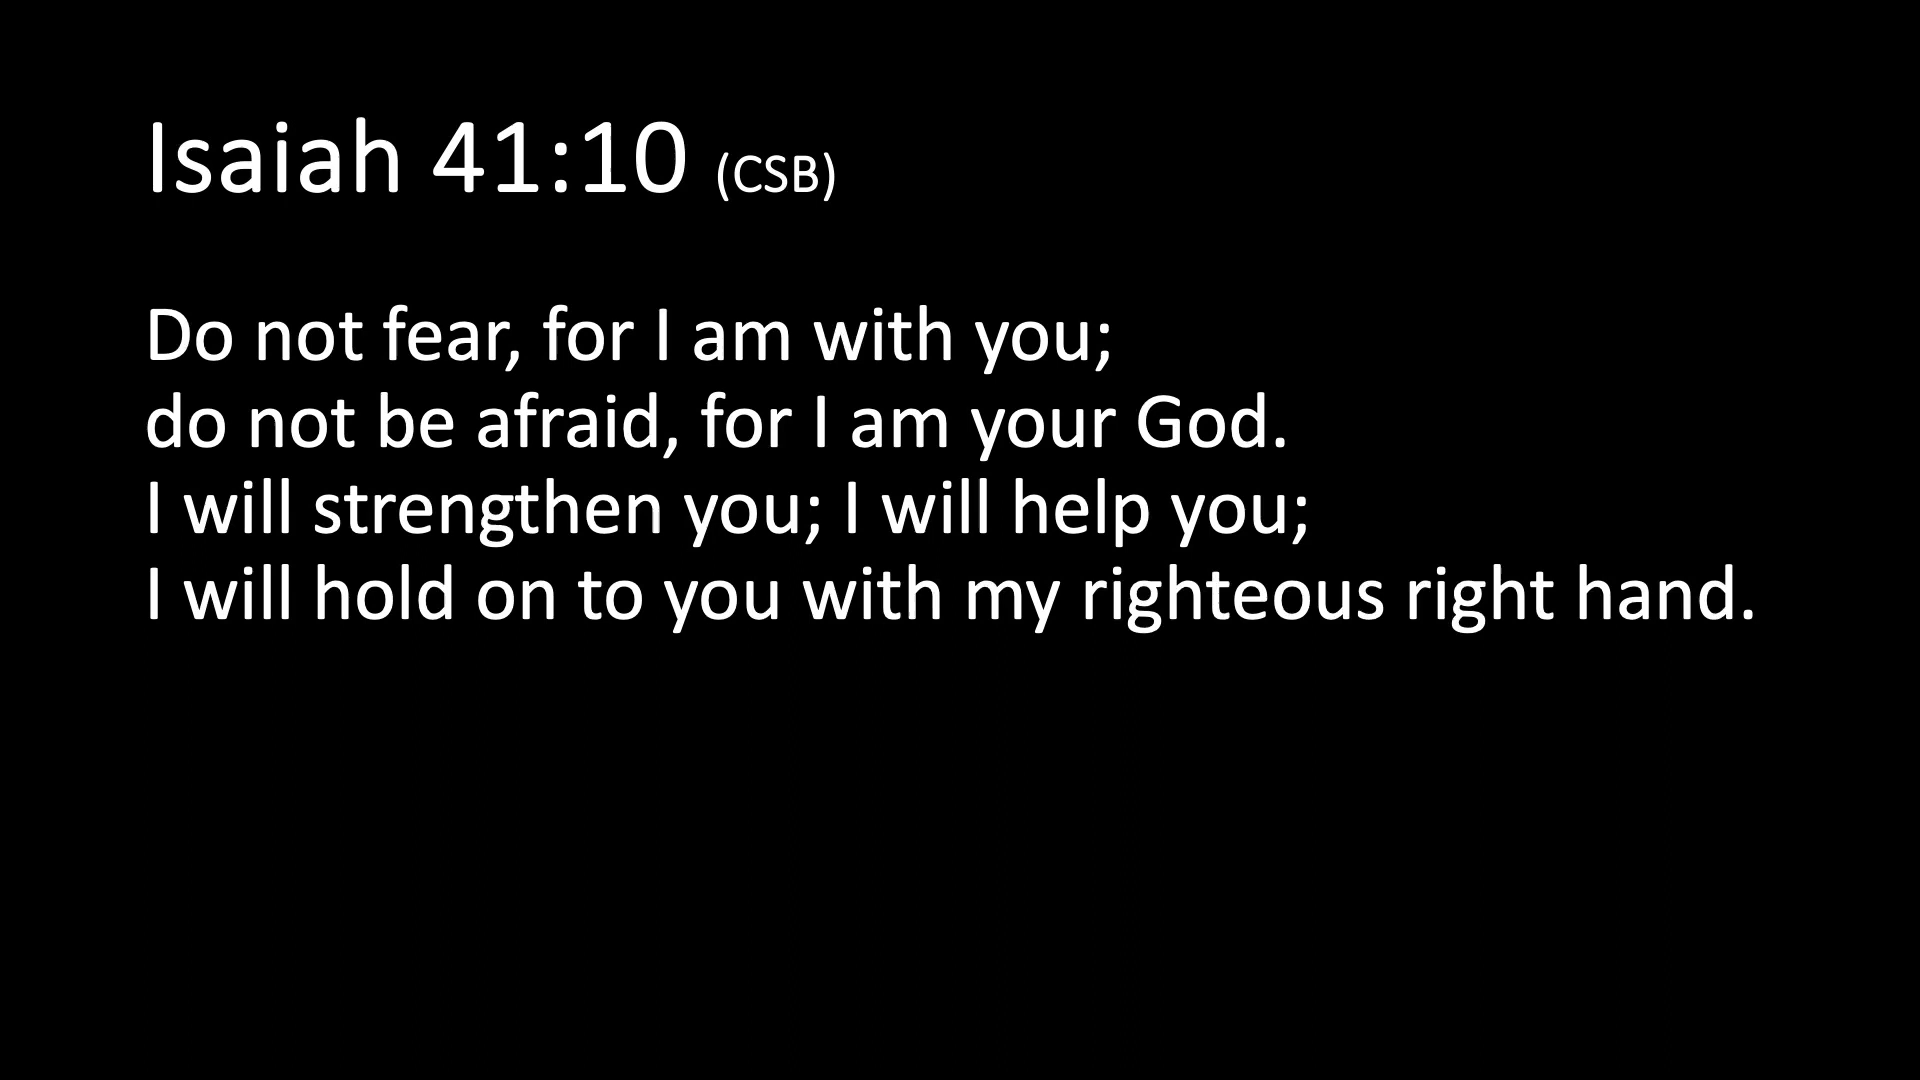 Isaiah 41:10 (CSB)
Do not fear, for I am with you;
do not be afraid, for I am your God.
I will strengthen you; I will help you;
I will hold on to you with my righteous right hand.